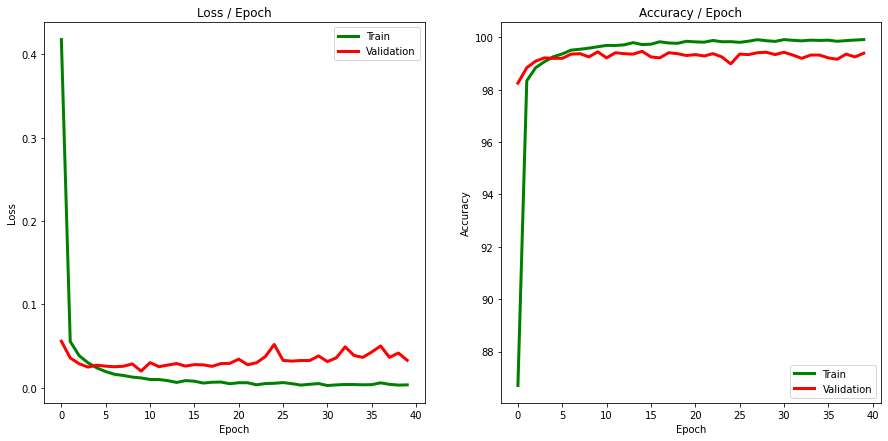 Loss / Epoch
Train
Validation
0.4
0.3
0.2
0.1
0.0
Loss
0 5 10 15 20 25 30 35 40
Epoch
Accuracy / Epoch
100
98
96
94
92
90
88
Accuracy
Train
Validation
0 5 10 15 20 25 30 35 40
Epoch